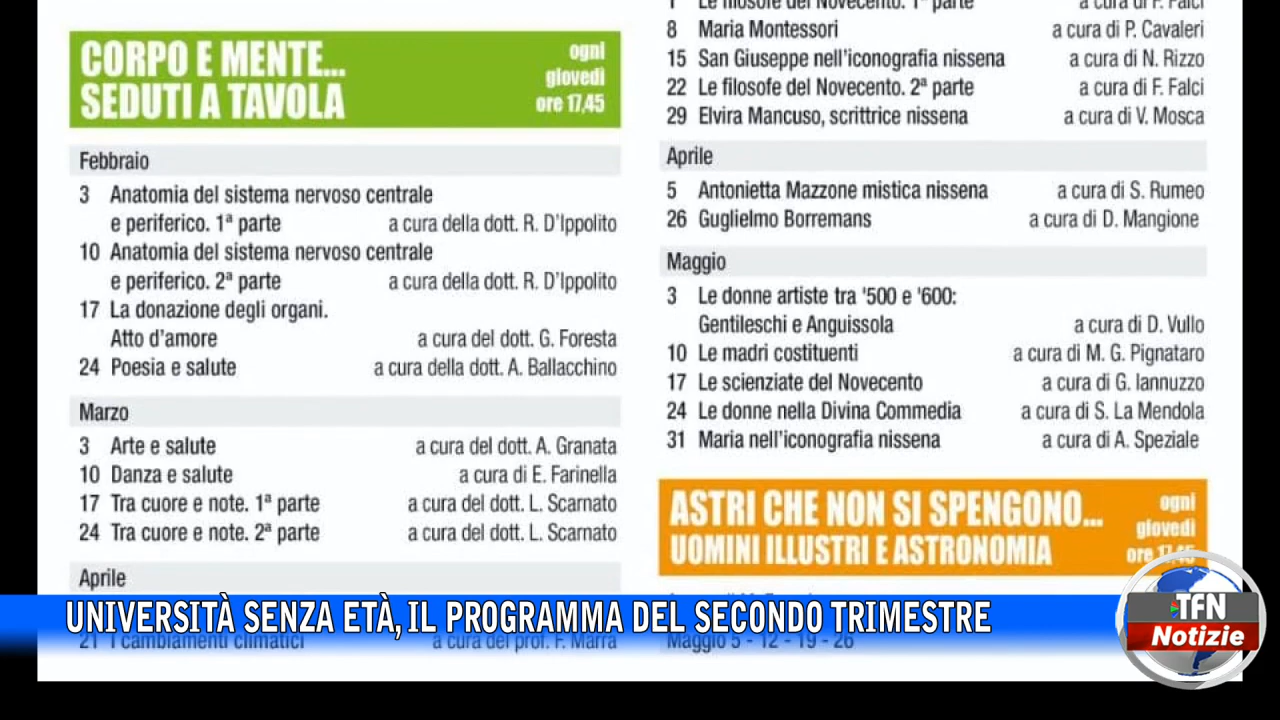 CORPO E MENTE...
SEDUTI A TAVOLA
ogni
giovedì
ore 17,45
Febbraio
3 Anatomia del sistema nervoso centrale
e periferico. 1ª parte a cura della dott. R. D'Ippolito
10 Anatomia del sistema nervoso centrale
e periferico. 2ª parte a cura della dott. R. D'Ippolito
17 La donazione degli organi.
Atto d'amore a cura del dott. G. Foresta
24 Poesia e salute a cura della dott. A. Ballacchino
Marzo
3 Arte e salute a cura del dott. A. Granata
10 Danza e salute a cura di E. Farinella
17 Tra cuore e note. 1ª parte a cura del dott. L. Scarnato
24 Tra cuore e note. 2ª parte a cura del dott. L. Scarnato
Aprile
21 I cambiamenti climatici a cura del prof. F. Marra
1 Le filosofe del Novecento. 1ª parte a cura di F. Falci
8 Maria Montessori a cura di P. Cavaleri
15 San Giuseppe nell'iconografia nissena a cura di N. Rizzo
22 Le filosofe del Novecento. 2ª parte a cura di F. Falci
29 Elvira Mancuso, scrittrice nissena a cura di V. Mosca
Aprile
5 Antonietta Mazzone mistica nissena a cura di S. Rumeo
26 Guglielmo Borremans a cura di D. Mangione
Maggio
3 Le donne artiste tra '500 e '600:
Gentileschi e Anguissola a cura di D. Vullo
10 Le madri costituenti a cura di M. G. Pignataro
17 Le scienziate del Novecento a cura di G. Iannuzzo
24 Le donne nella Divina Commedia a cura di S. La Mendola
31 Maria nell'iconografia nissena a cura di A. Speziale
ASTRI CHE NON SI SPENGONO...
UOMINI ILLUSTRI E ASTRONOMIA
ogni
giovedì
ore 17,45
Maggio 5 - 12 - 19 - 26
UNIVERSITÀ SENZA ETÀ, IL PROGRAMMA DEL SECONDO TRIMESTRE
TFN
Notizie